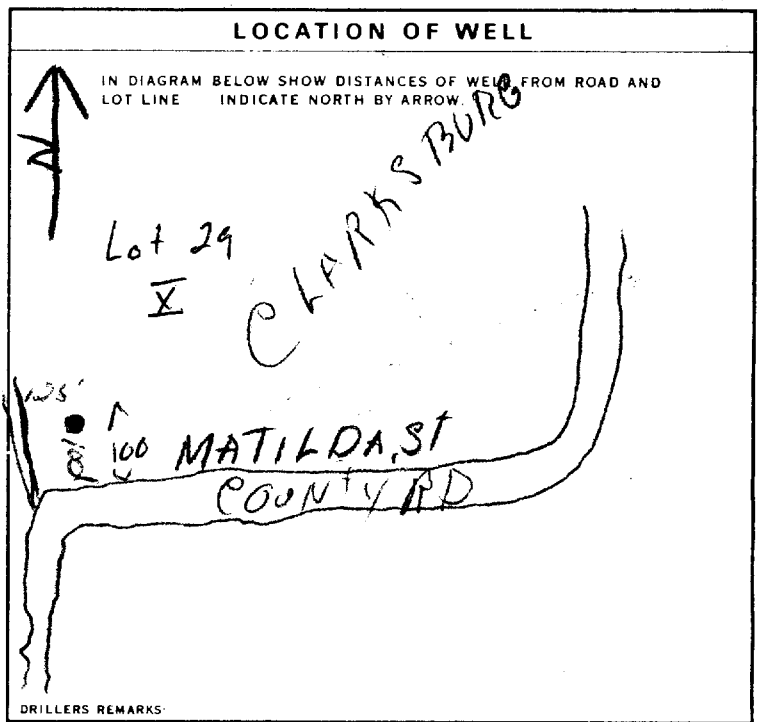 LOCATION OF WELL
IN DIAGRAM BELOW SHOW DISTANCES OF WELL FROM ROAD AND
LOT LINE INDICATE NORTH BY ARROW.
N
CLARKSBURG
Lot 29
X
125'
100
MATILDA, ST
COUNTY RD
DRILLERS REMARKS: